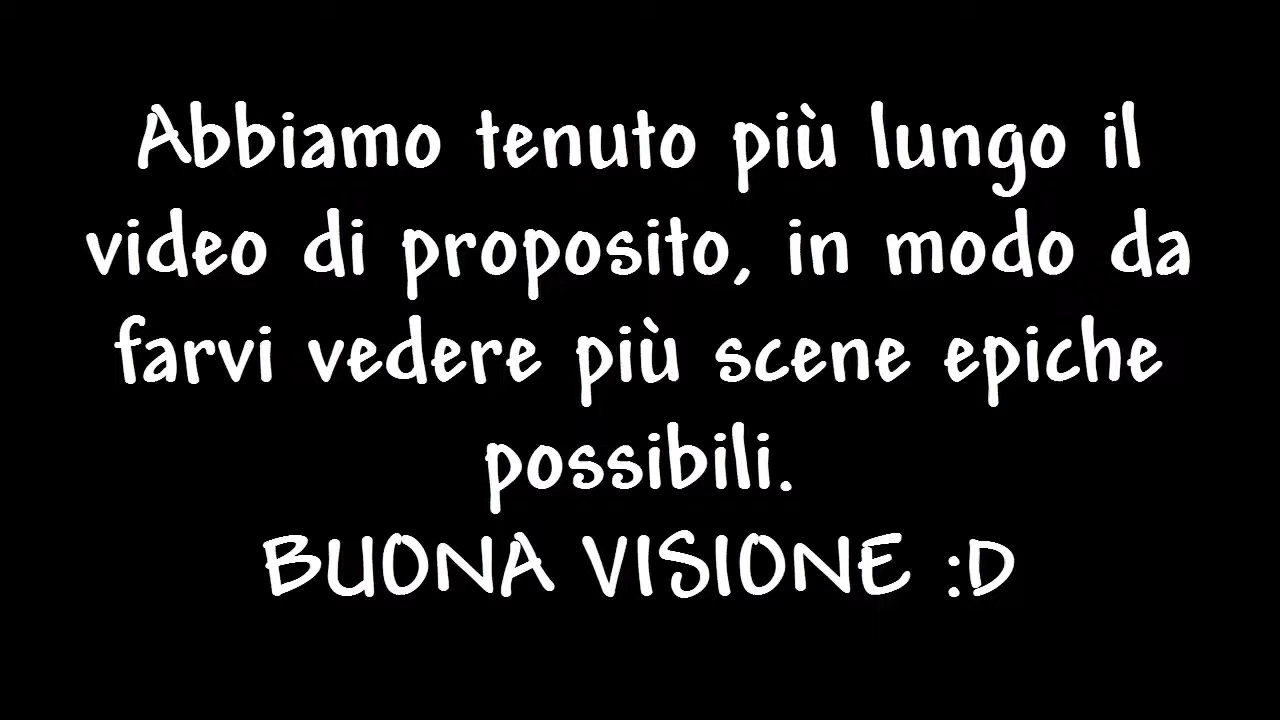 Abbiamo tenuto più lungo il
video di proposito, in modo da
farvi vedere più scene epiche
possibili.
BUONA VISIONE :D